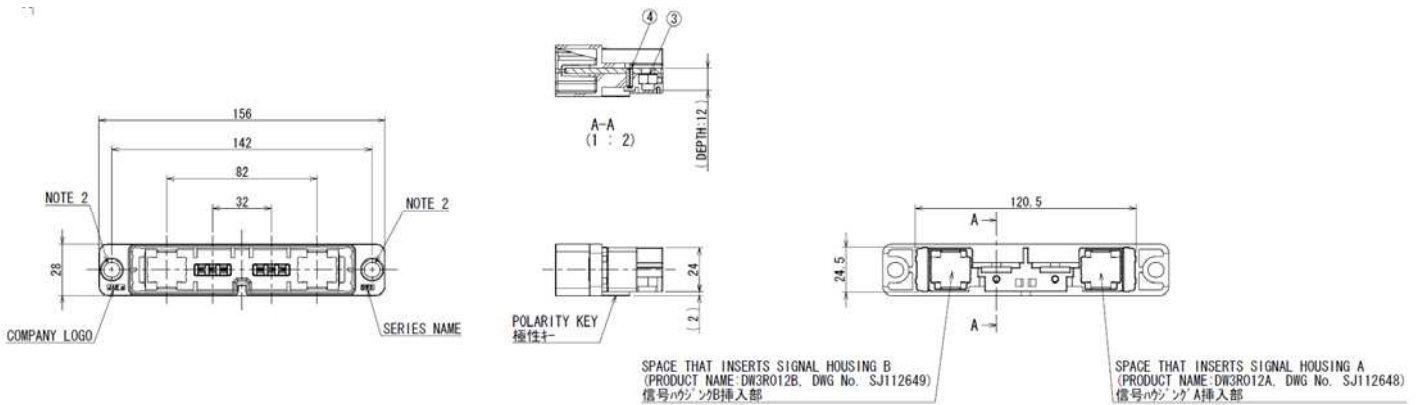 ④ ③
A-A
(1 : 2)
(DEPTH:12)
156
142
82
32
NOTE 2
NOTE 2
28
COMPANY LOGO
SERIES NAME
24
(2)
POLARITY KEY
極性キー
120.5
A
24.5
A
SPACE THAT INSERTS SIGNAL HOUSING B
(PRODUCT NAME:DW3R012B, DWG No. SJ112649)
信号ハウジングB挿入部
SPACE THAT INSERTS SIGNAL HOUSING A
(PRODUCT NAME:DW3R012A, DWG No. SJ112648)
信号ハウジングA挿入部